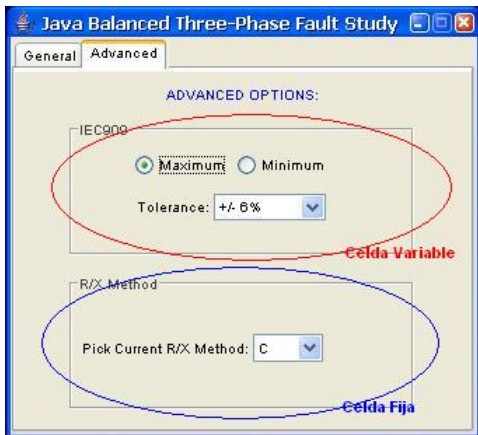 Java Balanced Three-Phase Fault Study
General Advanced
ADVANCED OPTIONS:
IEC909
Maximum Minimum
Tolerance: +/- 6%
Celda Variable
R/X Method
Pick Current R/X Method: C
Celda Fija